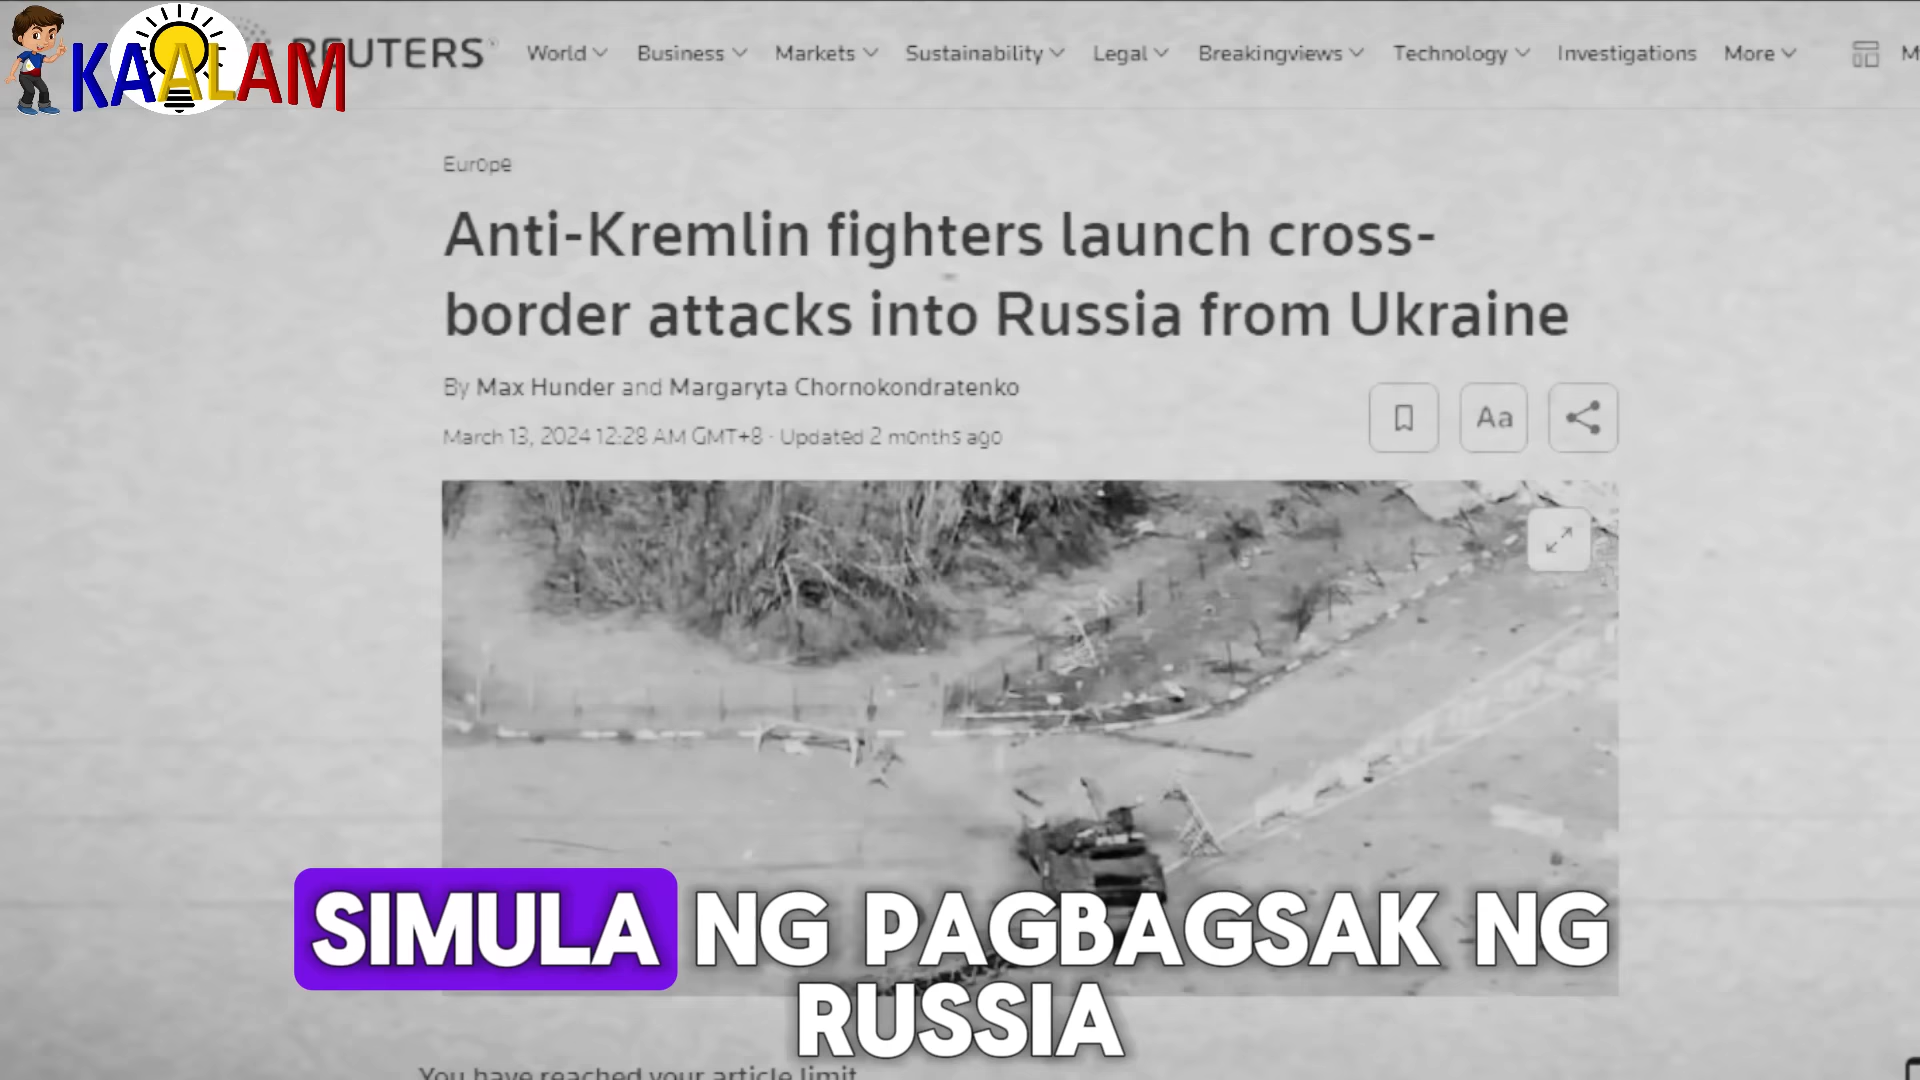 KAALAM
REUTERS
World Business Markets Sustainability Legal Breakingviews Technology Investigations More
Europe
Anti-Kremlin fighters launch cross-
border attacks into Russia from Ukraine
By Max Hunder and Margaryta Chornokondratenko
March 13, 2024 12:28 AM GMT+8 · Updated 2 months ago
Aa
SIMULA NG PAGBAGSAK NG
RUSSIA
You have reached your article limit